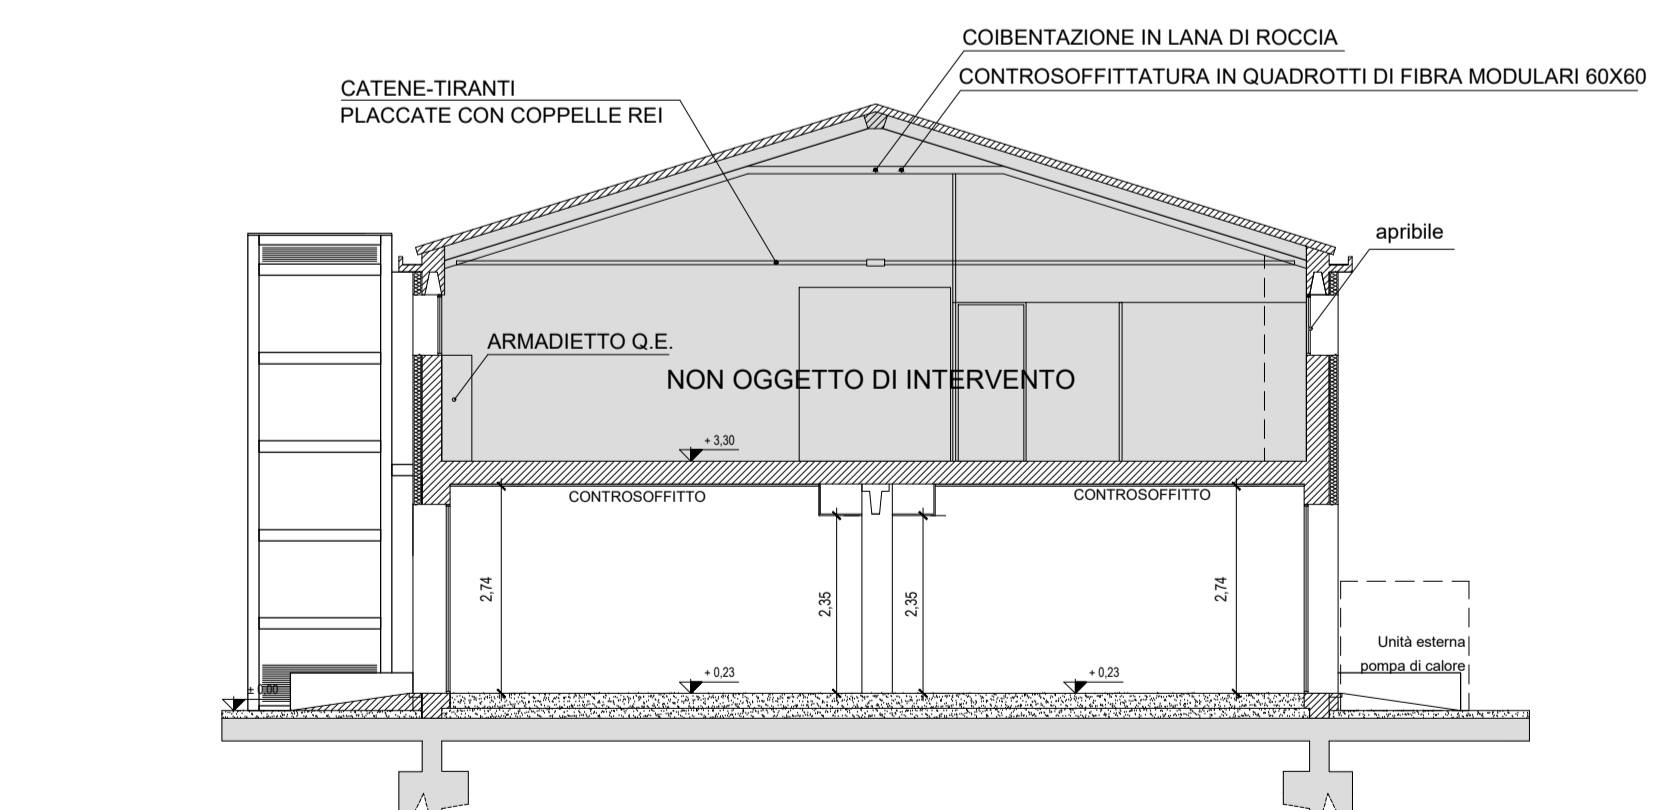 COIBENTAZIONE IN LANA DI ROCCIA
CONTROSOFFITTATURA IN QUADROTTI DI FIBRA MODULARI 60X60
CATENE-TIRANTI
PLACCATE CON COPPELLE REI
apribile
ARMADIETTO Q.E.
NON OGGETTO DI INTERVENTO
+ 3,30
CONTROSOFFITTO
CONTROSOFFITTO
2,74
2,35
2,35
2,74
Unità esterna
pompa di calore
+ 0,23
+ 0,23
± 0,00